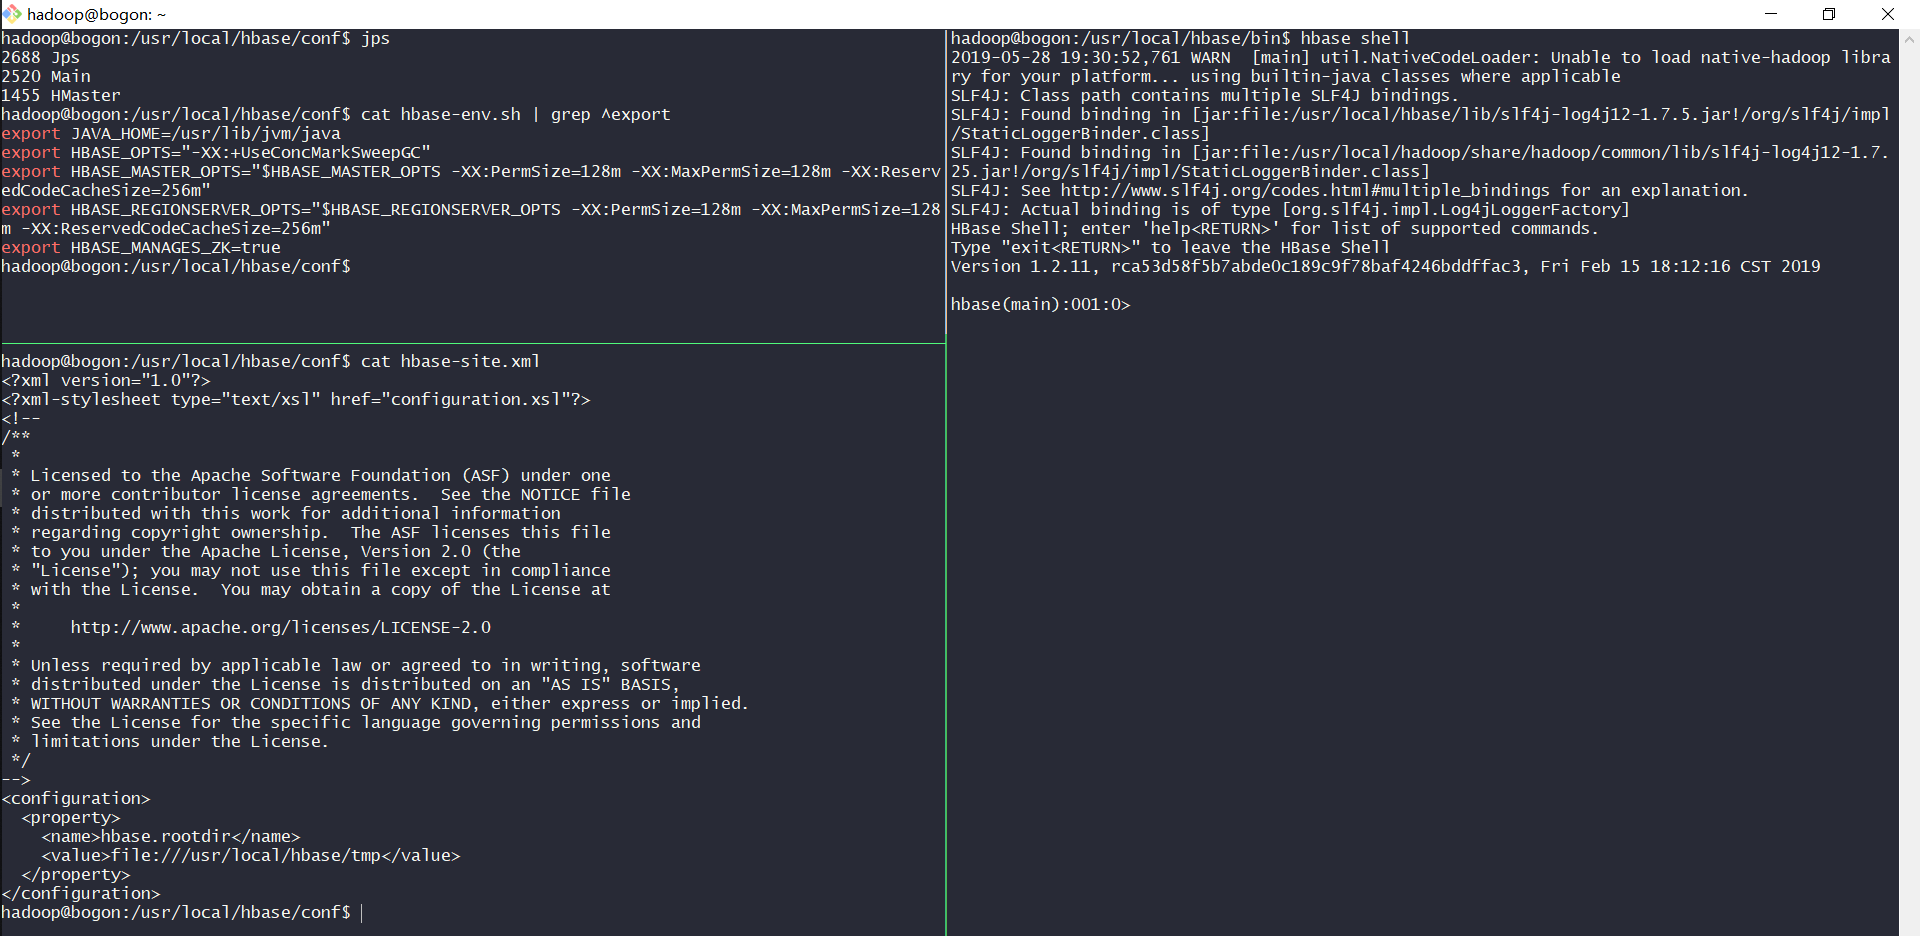 hadoop@bogon: ~
hadoop@bogon:/usr/local/hbase/conf$ jps
2688 Jps
2520 Main
1455 HMaster
hadoop@bogon:/usr/local/hbase/conf$ cat hbase-env.sh | grep ^export
export JAVA_HOME=/usr/lib/jvm/java
export HBASE_OPTS="-XX:+UseConcMarkSweepGC"
export HBASE_MASTER_OPTS="$HBASE_MASTER_OPTS -XX:PermSize=128m -XX:MaxPermSize=128m -XX:Reserv
edCodeCacheSize=256m"
export HBASE_REGIONSERVER_OPTS="$HBASE_REGIONSERVER_OPTS -XX:PermSize=128m -XX:MaxPermSize=128
m -XX:ReservedCodeCacheSize=256m"
export HBASE_MANAGES_ZK=true
hadoop@bogon:/usr/local/hbase/conf$
hadoop@bogon:/usr/local/hbase/conf$ cat hbase-site.xml
<?xml version="1.0"?>
<?xml-stylesheet type="text/xsl" href="configuration.xsl"?>
<!--
/**
 *
 * Licensed to the Apache Software Foundation (ASF) under one
 * or more contributor license agreements.  See the NOTICE file
 * distributed with this work for additional information
 * regarding copyright ownership.  The ASF licenses this file
 * to you under the Apache License, Version 2.0 (the
 * "License"); you may not use this file except in compliance
 * with the License.  You may obtain a copy of the License at
 *
 *     http://www.apache.org/licenses/LICENSE-2.0
 *
 * Unless required by applicable law or agreed to in writing, software
 * distributed under the License is distributed on an "AS IS" BASIS,
 * WITHOUT WARRANTIES OR CONDITIONS OF ANY KIND, either express or implied.
 * See the License for the specific language governing permissions and
 * limitations under the License.
 */
-->
<configuration>
  <property>
    <name>hbase.rootdir</name>
    <value>file:///usr/local/hbase/tmp</value>
  </property>
</configuration>
hadoop@bogon:/usr/local/hbase/conf$
hadoop@bogon:/usr/local/hbase/bin$ hbase shell
2019-05-28 19:30:52,761 WARN  [main] util.NativeCodeLoader: Unable to load native-hadoop libra
ry for your platform... using builtin-java classes where applicable
SLF4J: Class path contains multiple SLF4J bindings.
SLF4J: Found binding in [jar:file:/usr/local/hbase/lib/slf4j-log4j12-1.7.5.jar!/org/slf4j/impl
/StaticLoggerBinder.class]
SLF4J: Found binding in [jar:file:/usr/local/hadoop/share/hadoop/common/lib/slf4j-log4j12-1.7.
25.jar!/org/slf4j/impl/StaticLoggerBinder.class]
SLF4J: See http://www.slf4j.org/codes.html#multiple_bindings for an explanation.
SLF4J: Actual binding is of type [org.slf4j.impl.Log4jLoggerFactory]
HBase Shell; enter 'help<RETURN>' for list of supported commands.
Type "exit<RETURN>" to leave the HBase Shell
Version 1.2.11, rca53d58f5b7abde0c189c9f78baf4246bddffac3, Fri Feb 15 18:12:16 CST 2019
hbase(main):001:0>